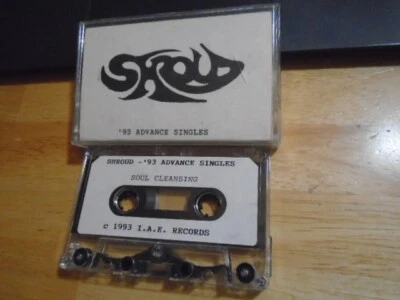 SHROUD
'93 ADVANCE SINGLES
SHROUD -'93 ADVANCE SINGLES
SOUL CLEANSING
c 1993 I.A.E. RECORDS